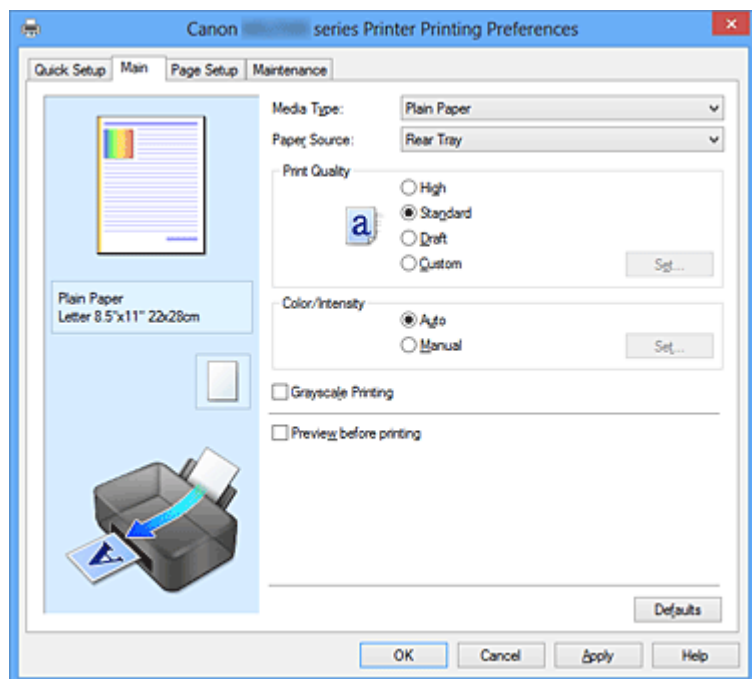 Canon series Printer Printing Preferences
Quick Setup Main Page Setup Maintenance
Media Type: Plain Paper
Paper Source: Rear Tray
Print Quality
High
a Standard
Draft
Custom Set...
Plain Paper
Letter 8.5"x11" 22x28cm
Color/Intensity
Auto
Manual Set...
Grayscale Printing
Preview before printing
A
Defaults
OK Cancel Apply Help